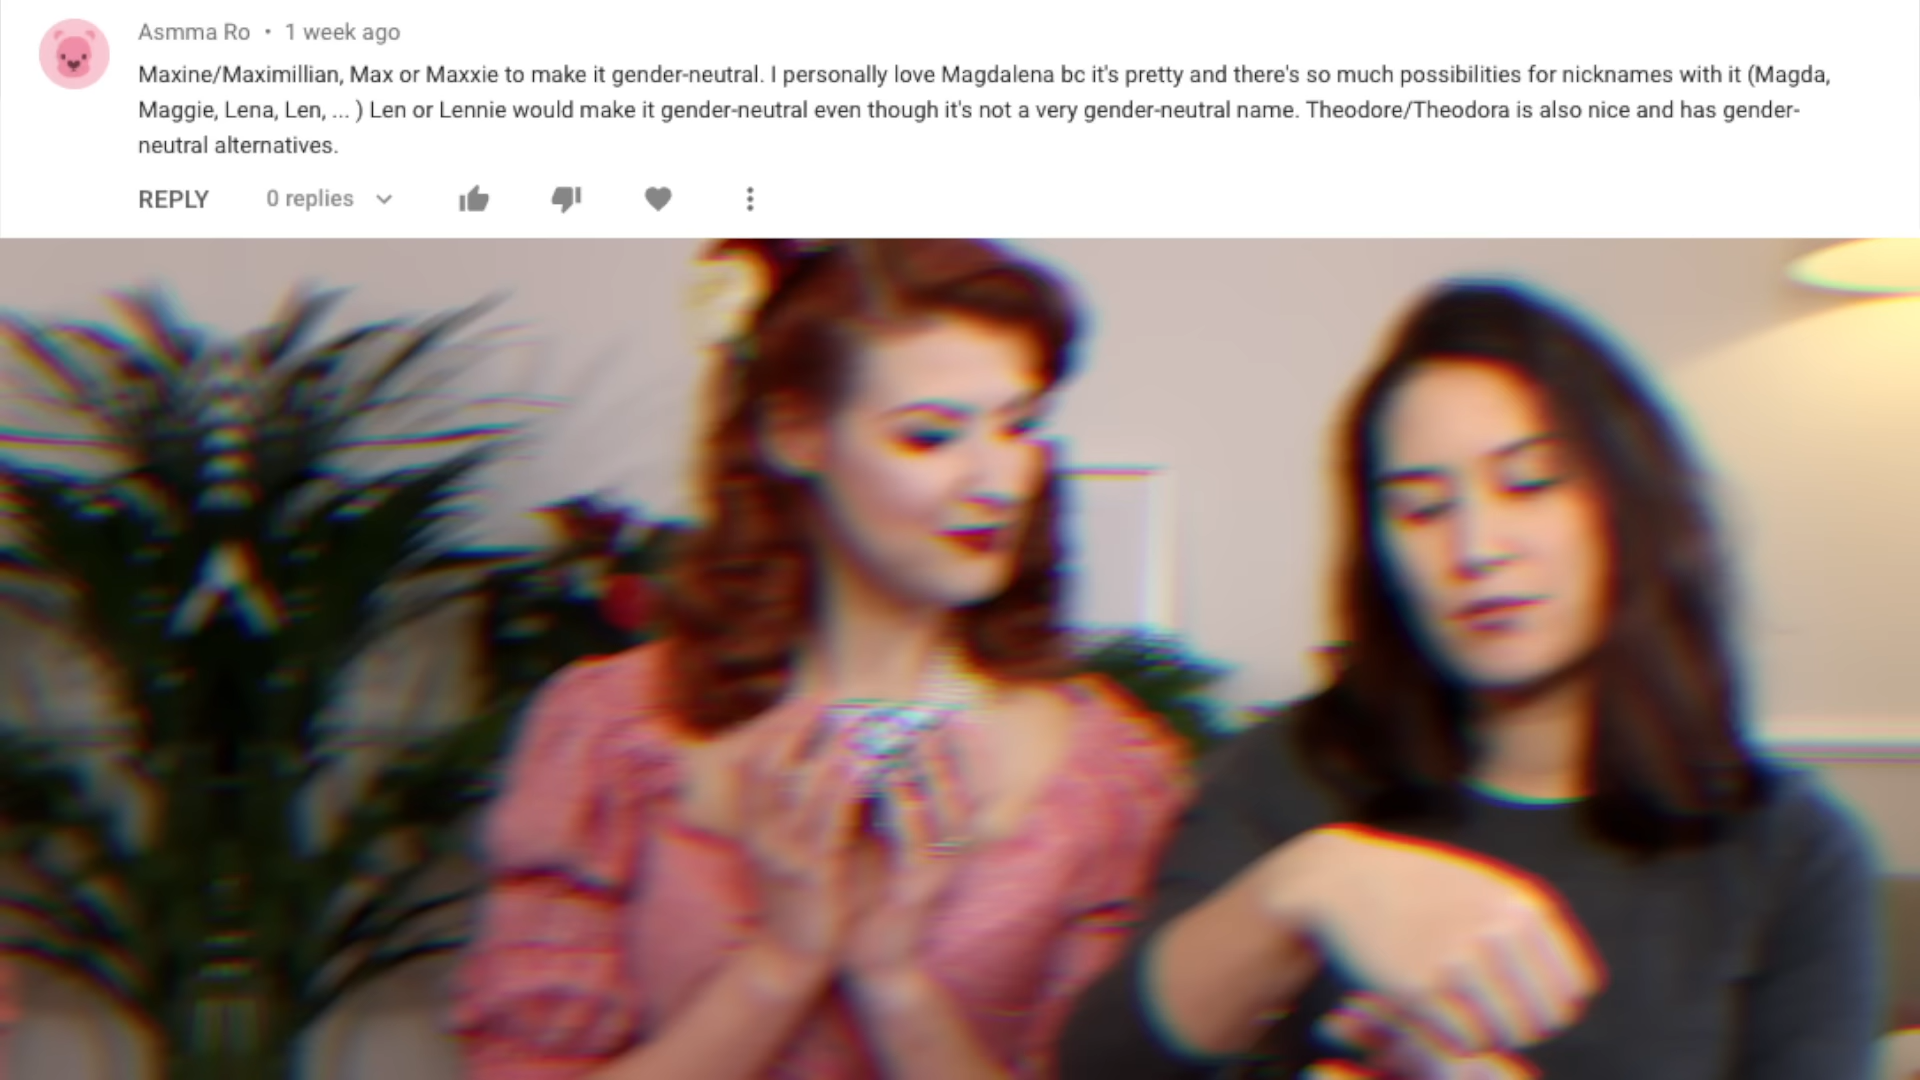 Asmma Ro • 1 week ago
Maxine/Maximillian, Max or Maxxie to make it gender-neutral. I personally love Magdalena bc it's pretty and there's so much possibilities for nicknames with it (Magda,
Maggie, Lena, Len, ... ) Len or Lennie would make it gender-neutral even though it's not a very gender-neutral name. Theodore/Theodora is also nice and has gender-
neutral alternatives.
REPLY 0 replies